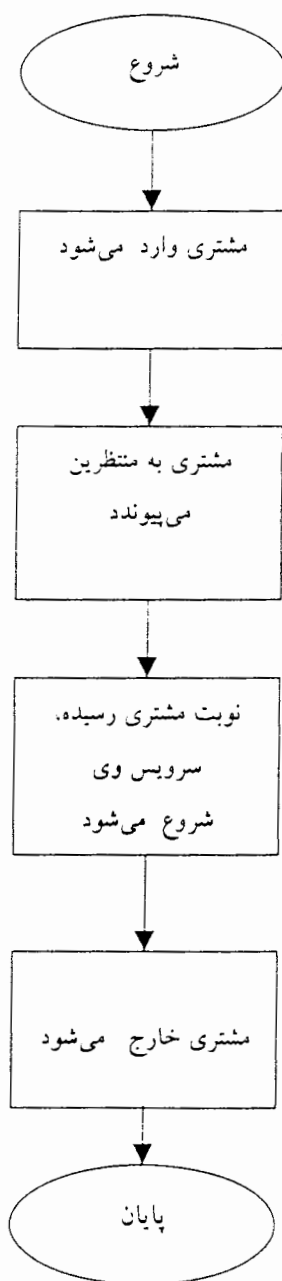 شروع
مشتری وارد می‌شود
مشتری به منتظرین
می‌پیوندد
نوبت مشتری رسیده،
سرویس وی
شروع می‌شود
مشتری خارج می‌شود
پایان